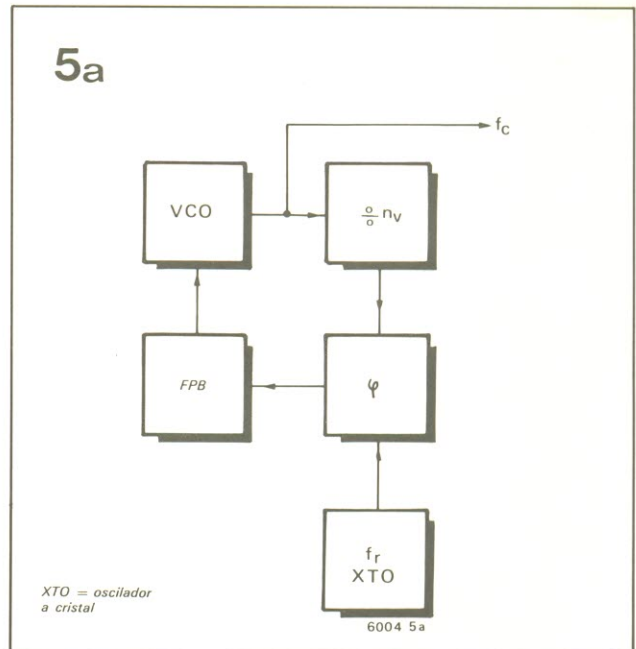 5a
f_c
VCO
÷ n_v
FPB
φ
f_r
XTO
XTO = oscilador
a cristal
6004 5a